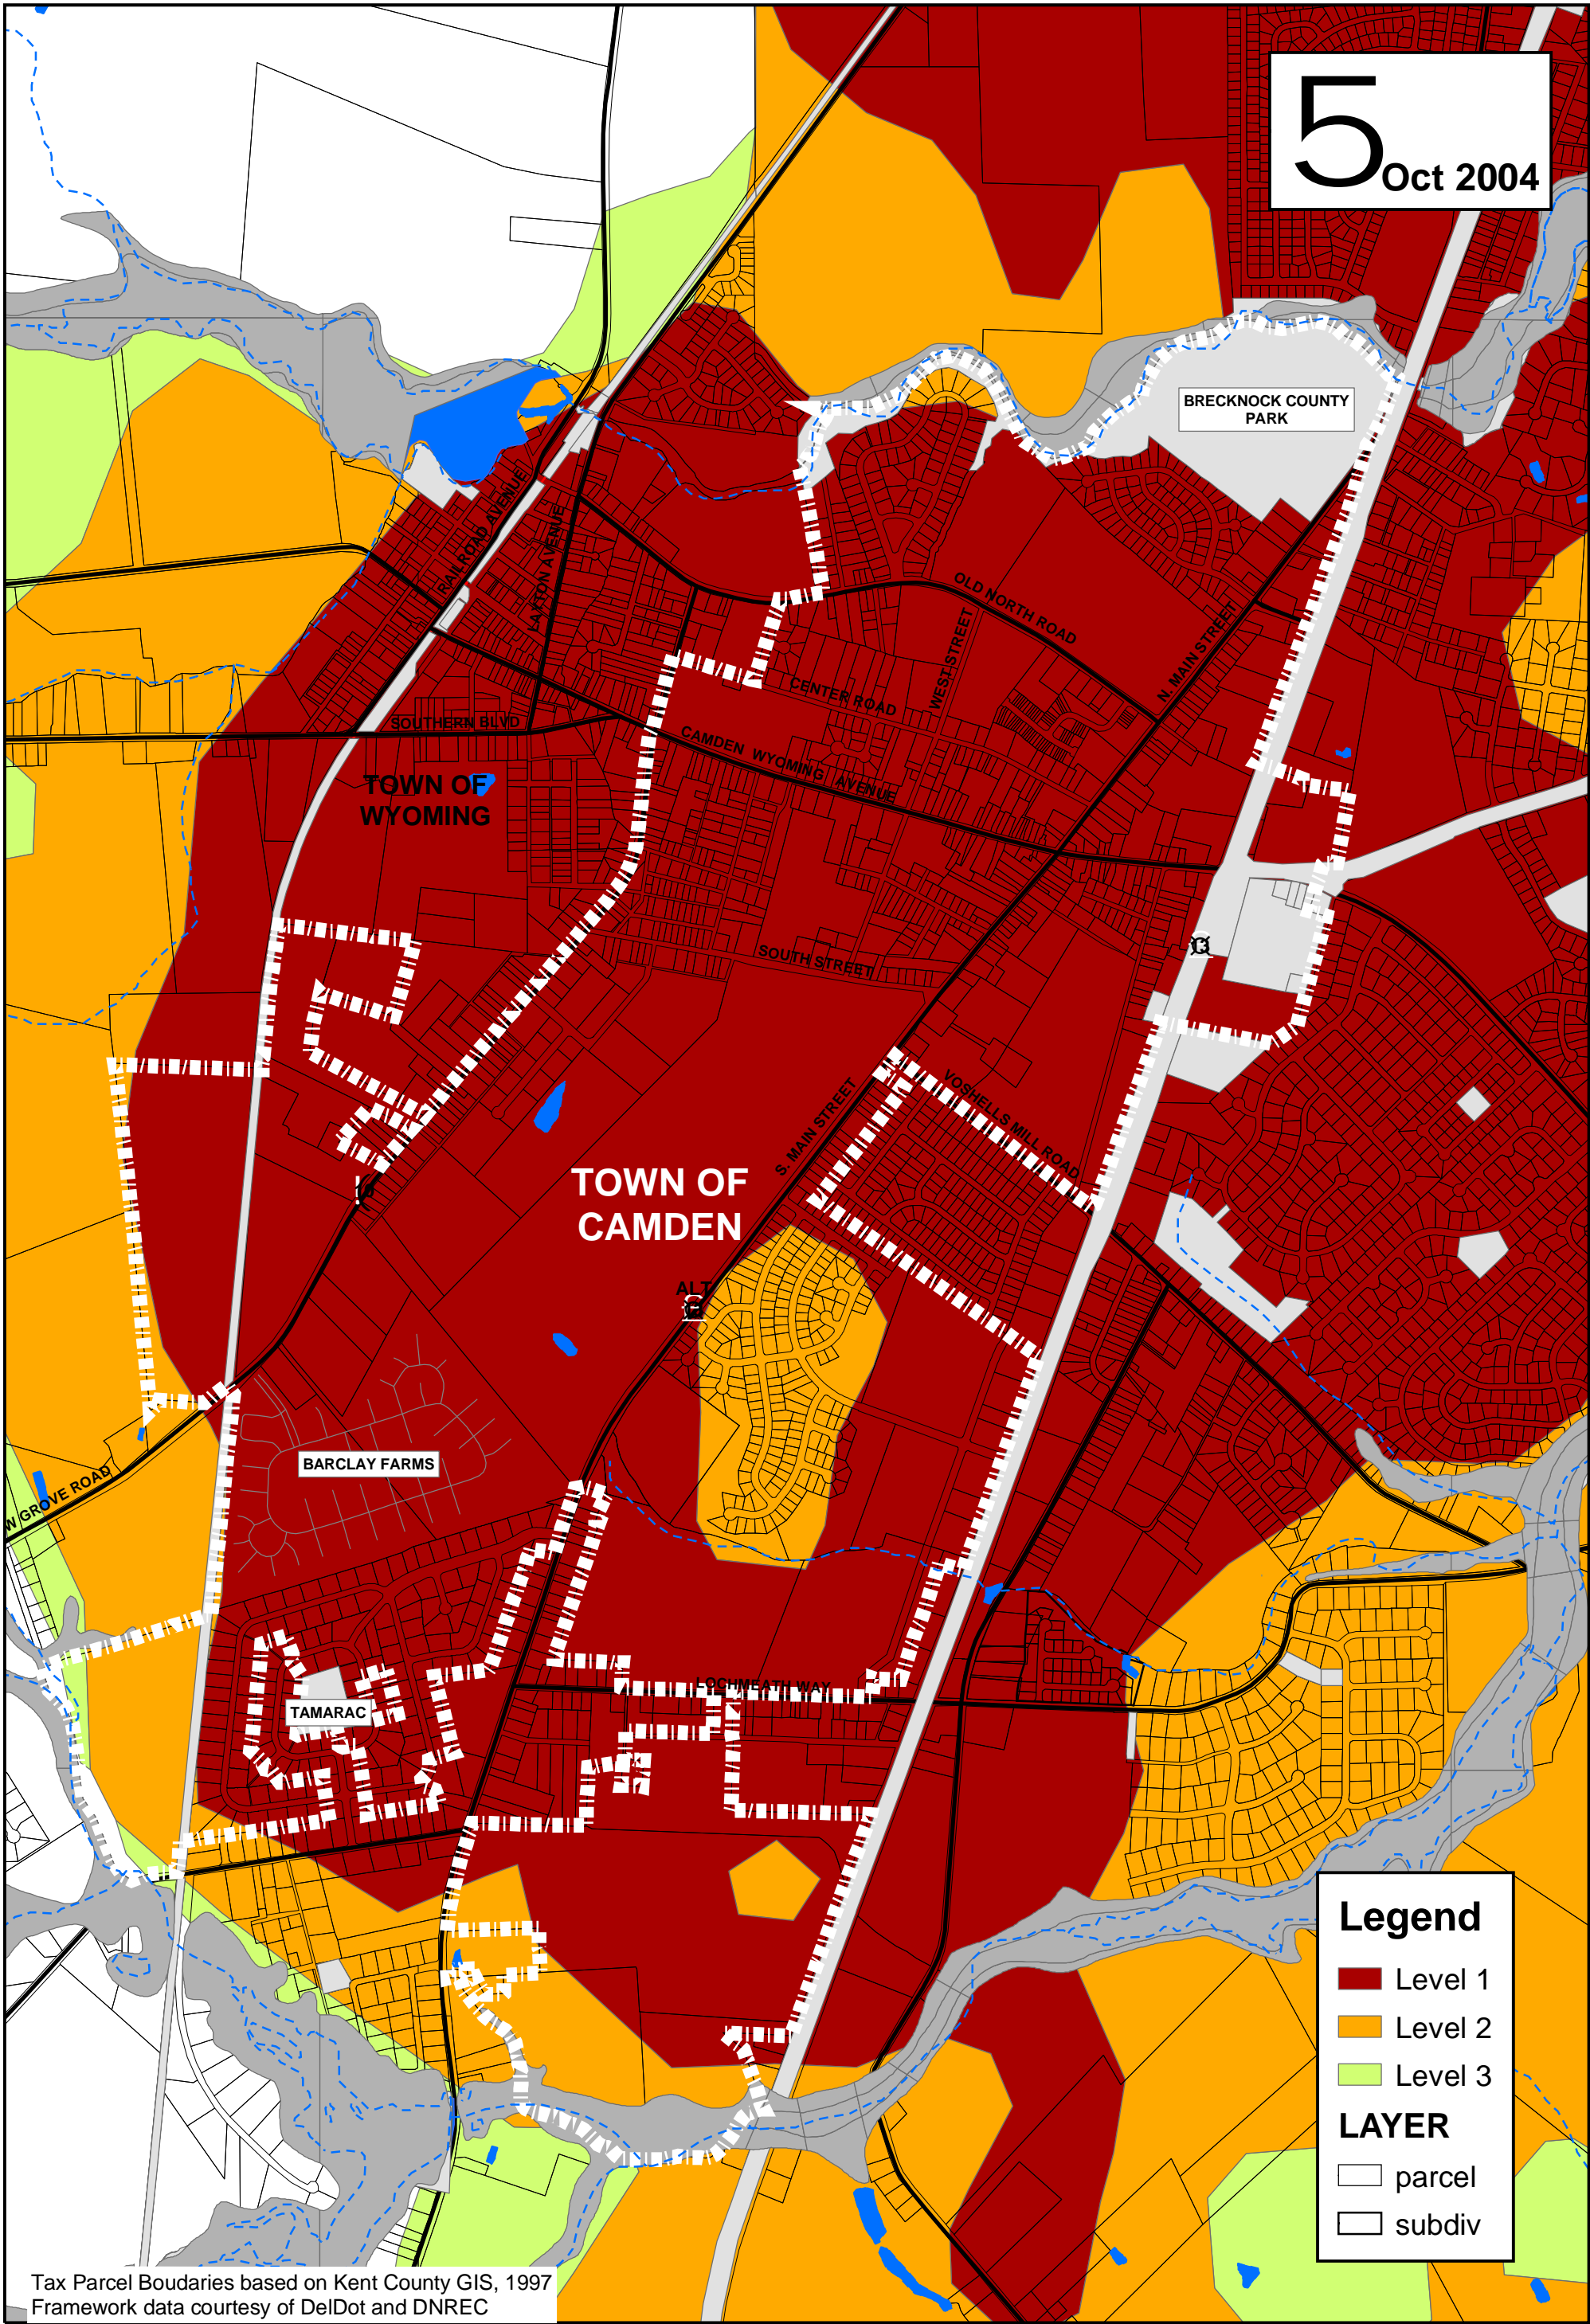 5 Oct 2004
BRECKNOCK COUNTY
PARK
RAILROAD AVENUE
LAYTON AVENUE
OLD NORTH ROAD
WEST STREET
N. MAIN STREET
CENTER ROAD
SOUTHERN BLVD
CAMDEN WYOMING AVENUE
TOWN OF
WYOMING
SOUTH STREET
13
VOSHELLS MILL ROAD
S. MAIN STREET
TOWN OF
CAMDEN
ALT
13
BARCLAY FARMS
W GROVE ROAD
LOCHMEATH WAY
TAMARAC
Legend
Level 1
Level 2
Level 3
LAYER
parcel
subdiv
Tax Parcel Boudaries based on Kent County GIS, 1997
Framework data courtesy of DelDot and DNREC